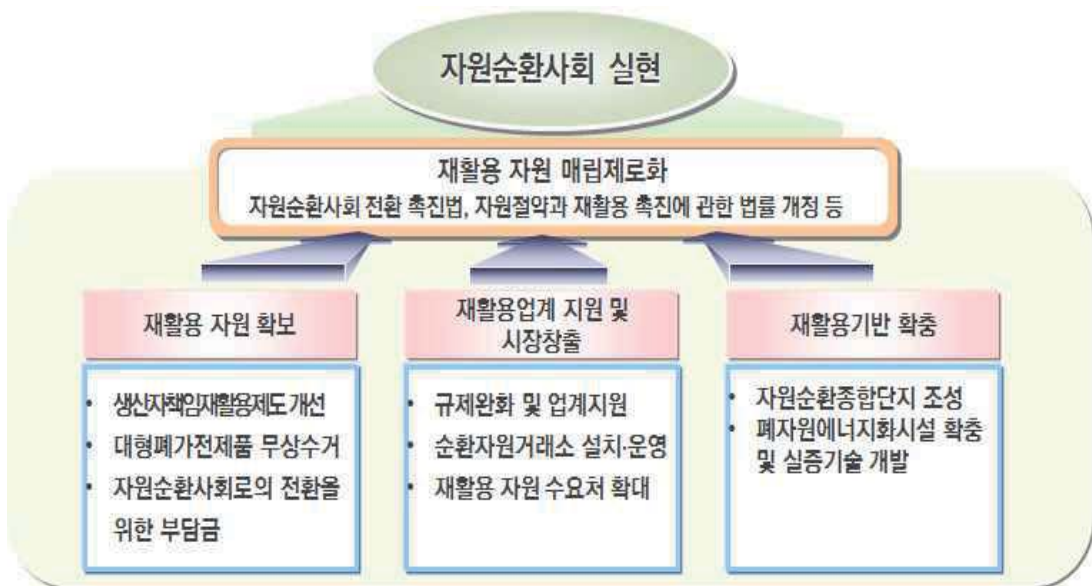 자원순환사회 실현
재활용 자원 매립제로화
자원순환사회 전환 촉진법, 자원절약과 재활용 촉진에 관한 법률 개정 등
재활용 자원 확보
• 생산자책임재활용제도 개선
• 대형폐가전제품 무상수거
• 자원순환사회로의 전환을
위한 부담금
재활용업계 지원 및
시장창출
• 규제완화 및 업계지원
• 순환자원거래소 설치·운영
• 재활용 자원 수요처 확대
재활용기반 확충
• 자원순환종합단지 조성
• 폐자원에너지화시설 확충
및 실증기술 개발